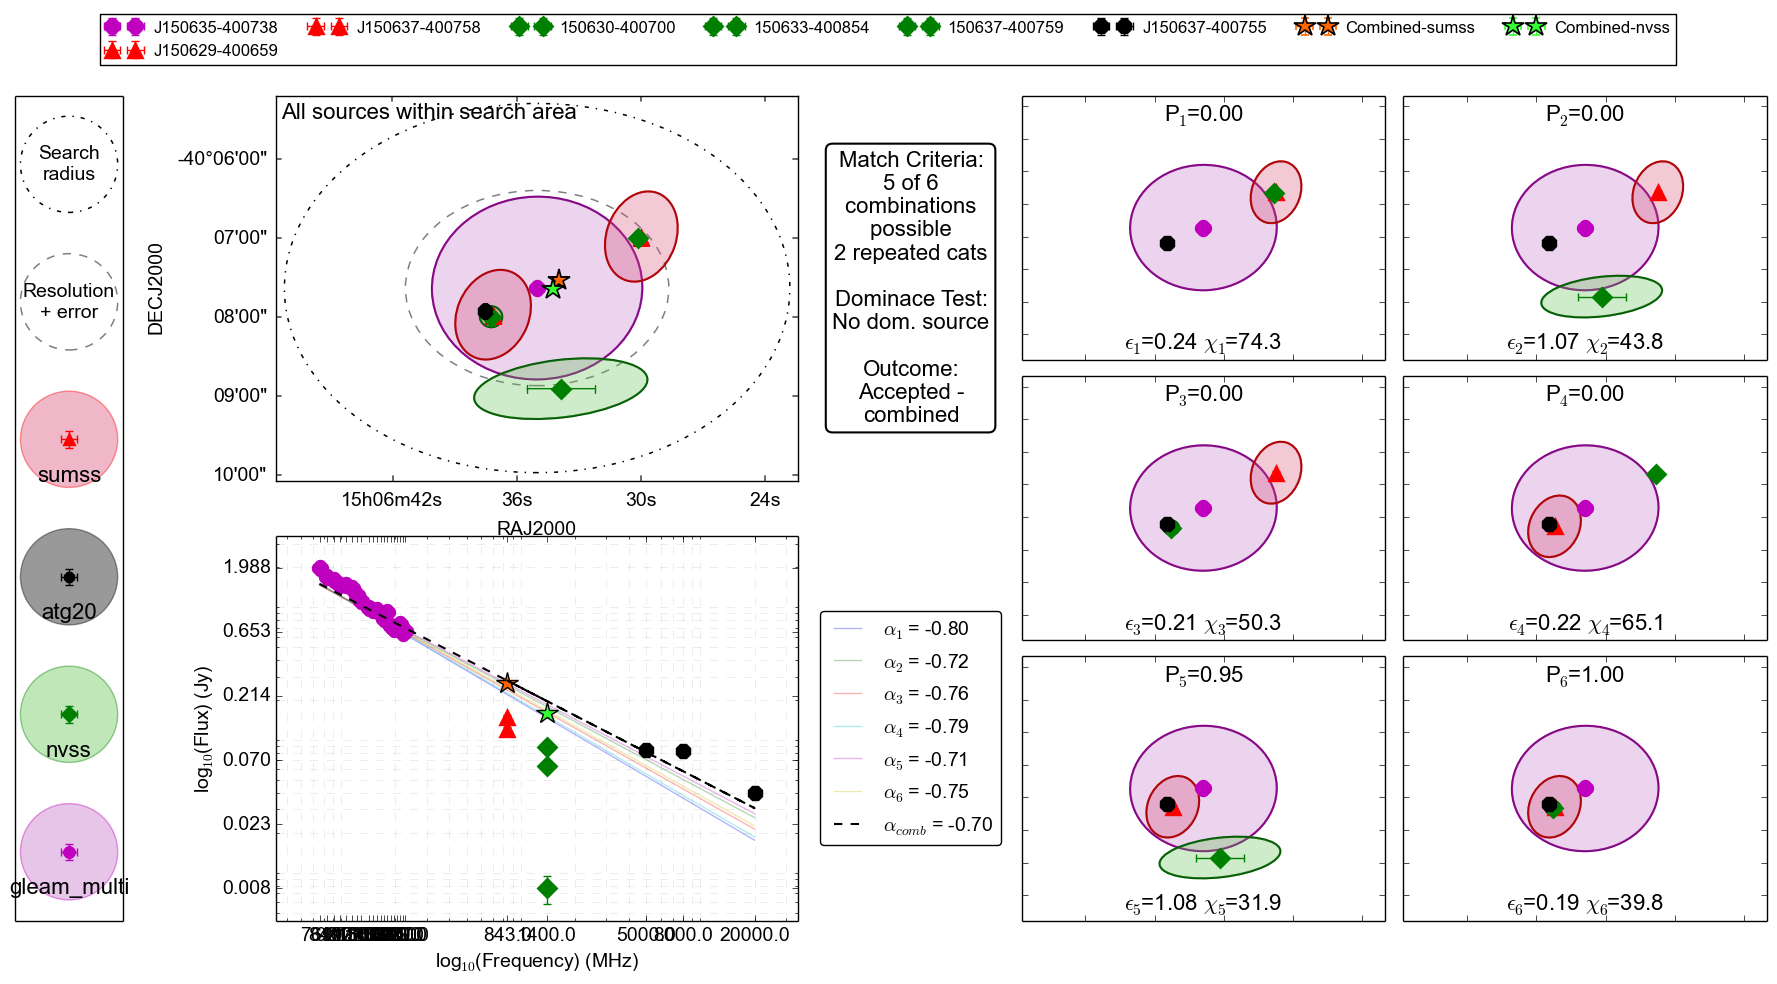 J150635-400738 J150637-400758 150630-400700 150633-400854 150637-400759 J150637-400755 Combined-sumss Combined-nvss
J150629-400659
Search
radius
Resolution
+ error
sumss
atg20
nvss
gleam_multi
All sources within search area
DECJ2000
-40°06'00"
07'00"
08'00"
09'00"
10'00"
15h06m42s 36s 30s 24s
RAJ2000
log10(Flux) (Jy)
1.988
0.653
0.214
0.070
0.023
0.008
843.0 1400.0 5000.0 8000.0 20000.0
log10(Frequency) (MHz)
Match Criteria:
5 of 6
combinations
possible
2 repeated cats
Dominace Test:
No dom. source
Outcome:
Accepted -
combined
α1 = -0.80
α2 = -0.72
α3 = -0.76
α4 = -0.79
α5 = -0.71
α6 = -0.75
αcomb = -0.70
P1=0.00
ϵ1=0.24 χ1=74.3
P2=0.00
ϵ2=1.07 χ2=43.8
P3=0.00
ϵ3=0.21 χ3=50.3
P4=0.00
ϵ4=0.22 χ4=65.1
P5=0.95
ϵ5=1.08 χ5=31.9
P6=1.00
ϵ6=0.19 χ6=39.8